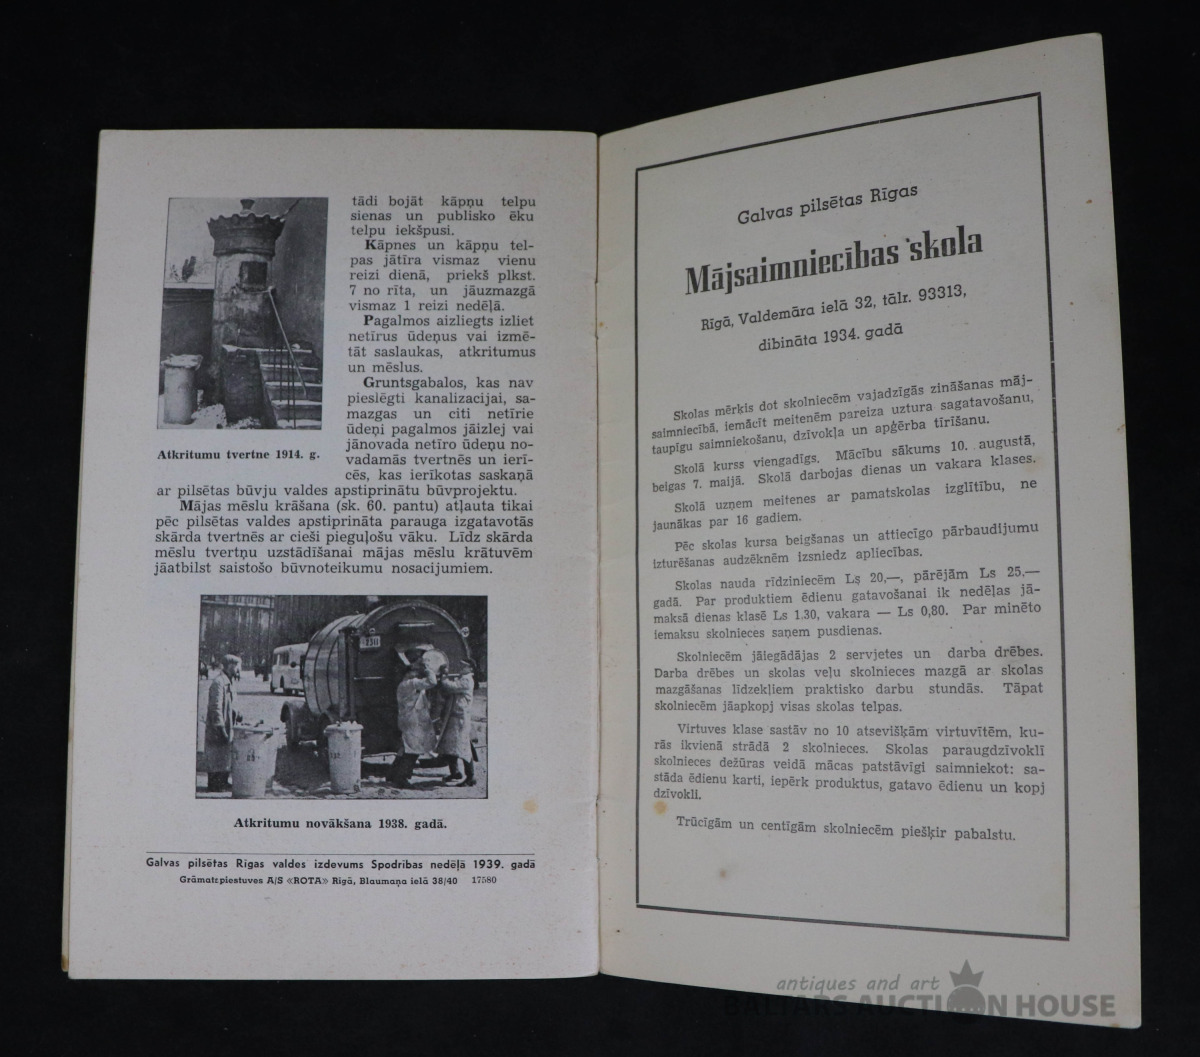 tādi bojāt kāpņu telpu
sienas un publisko ēku
telpu iekšpusi.
Kāpnes un kāpņu tel-
pas jātīra vismaz vienu
reizi dienā, priekš plkst.
7 no rīta, un jāuzmazgā
vismaz 1 reizi nedēļā.
Pagalmos aizliegts izliet
netīrus ūdeņus vai izmē-
tāt saslaukas, atkritumus
un mēslus.
Gruntsgabalos, kas nav
pieslēgti kanalizacijai, sa-
mazgas un citi netīrie
ūdeņi pagalmos jāizlej vai
jānovada netīro ūdeņu no-
vadamās tvertnēs un ierī-
cēs, kas ierīkotas saskaņā
ar pilsētas būvju valdes apstiprinātu būvprojektu.
Mājas mēslu krāšana (sk. 60. pantu) atļauta tikai
pēc pilsētas valdes apstiprināta parauga izgatavotās
skārda tvertnēs ar cieši pieguļošu vāku. Līdz skārda
mēslu tvertņu uzstādīšanai mājas mēslu krātuvēm
jāatbilst saistošo būvnoteikumu nosacijumiem.
Atkritumu tvertne 1914. g.
Atkritumu novākšana 1938. gadā.
Galvas pilsētas Rīgas valdes izdevums Spodrības nedēļā 1939. gadā
Grāmatspiestuves A/S «ROTA» Rīgā, Blaumaņa ielā 38/40 17580
Galvas pilsētas Rīgas
Mājsaimniecības skola
Rīgā, Valdemāra ielā 32, tālr. 93313,
dibināta 1934. gadā
Skolas mērķis dot skolniecēm vajadzīgās zināšanas māj-
saimniecībā, iemācīt meitenēm pareiza uztura sagatavošanu,
taupīgu saimniekošanu, dzīvokļa un apģērba tīrīšanu.
Skolā kurss viengadīgs. Mācību sākums 10. augustā,
beigas 7. maijā. Skolā darbojas dienas un vakara klases.
Skolā uzņem meitenes ar pamatskolas izglītību, ne
jaunākas par 16 gadiem.
Pēc skolas kursa beigšanas un attiecīgo pārbaudijumu
izturēšanas audzēknēm izsniedz apliecības.
Skolas nauda rīdziniecēm Ls 20,—, pārējām Ls 25,—
gadā. Par produktiem ēdienu gatavošanai ik nedēļas jā-
maksā dienas klasē Ls 1.30, vakara — Ls 0,80. Par minēto
iemaksu skolnieces saņem pusdienas.
Skolniecēm jāiegādājas 2 servjetes un darba drēbes.
Darba drēbes un skolas veļu skolnieces mazgā ar skolas
mazgāšanas līdzekļiem praktisko darbu stundās. Tāpat
skolniecēm jāapkopj visas skolas telpas.
Virtuves klase sastāv no 10 atsevišķām virtuvītēm, ku-
rās ikvienā strādā 2 skolnieces. Skolas paraugdzīvoklī
skolnieces dežūras veidā mācas patstāvīgi saimniekot: sa-
stāda ēdienu karti, iepērk produktus, gatavo ēdienu un kopj
dzīvokli.
Trūcīgām un centīgām skolniecēm piešķir pabalstu.
antiques and art
BALTARS AUCTION HOUSE